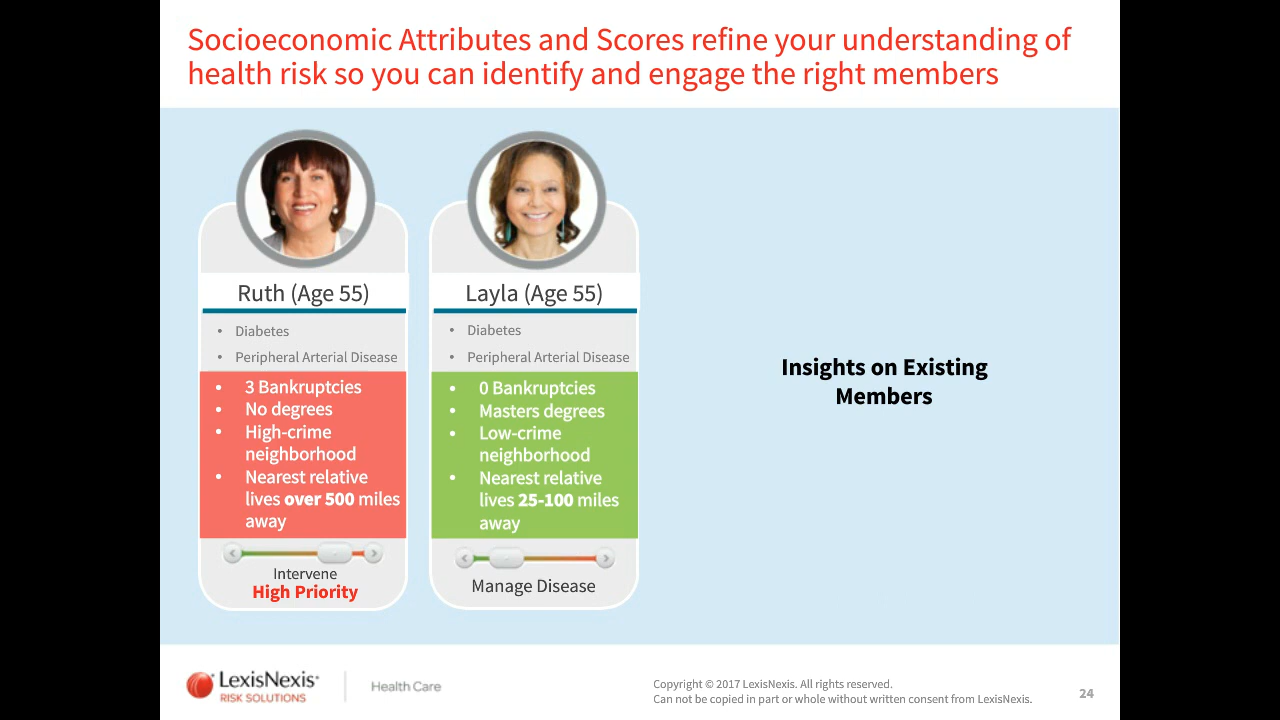 Socioeconomic Attributes and Scores refine your understanding of
health risk so you can identify and engage the right members
Ruth (Age 55)
• Diabetes
• Peripheral Arterial Disease
• 3 Bankruptcies
• No degrees
• High-crime
neighborhood
• Nearest relative
lives over 500 miles
away
Intervene
High Priority
Layla (Age 55)
• Diabetes
• Peripheral Arterial Disease
• 0 Bankruptcies
• Masters degrees
• Low-crime
neighborhood
• Nearest relative
lives 25-100 miles
away
Manage Disease
Insights on Existing
Members
LexisNexis
RISK SOLUTIONS
Health Care
Copyright © 2017 LexisNexis. All rights reserved.
Can not be copied in part or whole without written consent from LexisNexis.
24